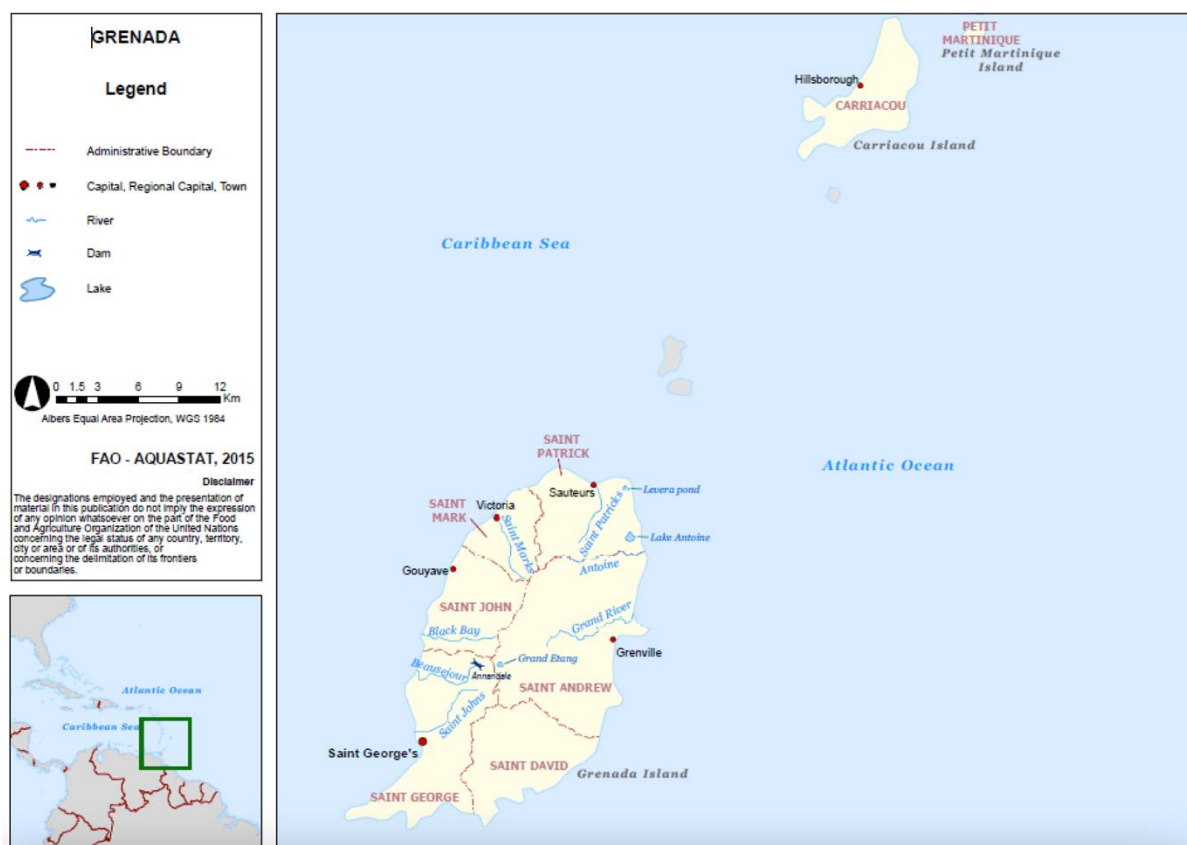 GRENADA
Legend
Administrative Boundary
Capital, Regional Capital, Town
River
Dam
Lake
0 1.5 3 6 9 12
Km
Albers Equal Area Projection, WGS 1984
FAO - AQUASTAT, 2015
Disclaimer
The designations employed and the presentation of
material in this publication do not imply the expression
of any opinion whatsoever on the part of the Food
and Agriculture Organization of the United Nations
concerning the legal status of any country, territory,
city or area or of its authorities, or
concerning the delimitation of its frontiers
or boundaries.
Atlantic Ocean
Caribbean Sea
PETIT
MARTINIQUE
Petit Martinique
Island
Hillsborough
CARRIACOU
Carriacou Island
Caribbean Sea
Atlantic Ocean
SAINT
PATRICK
Sauteurs
Levera pond
Saint Patricks
Victoria
SAINT
MARK
Saint Marks
Lake Antoine
Antoine
Gouyave
SAINT JOHN
Black Bay
Grand River
Grenville
Beausejour
Annandale
Grand Etang
SAINT ANDREW
Saint Johns
Saint George's
SAINT DAVID
Grenada Island
SAINT GEORGE